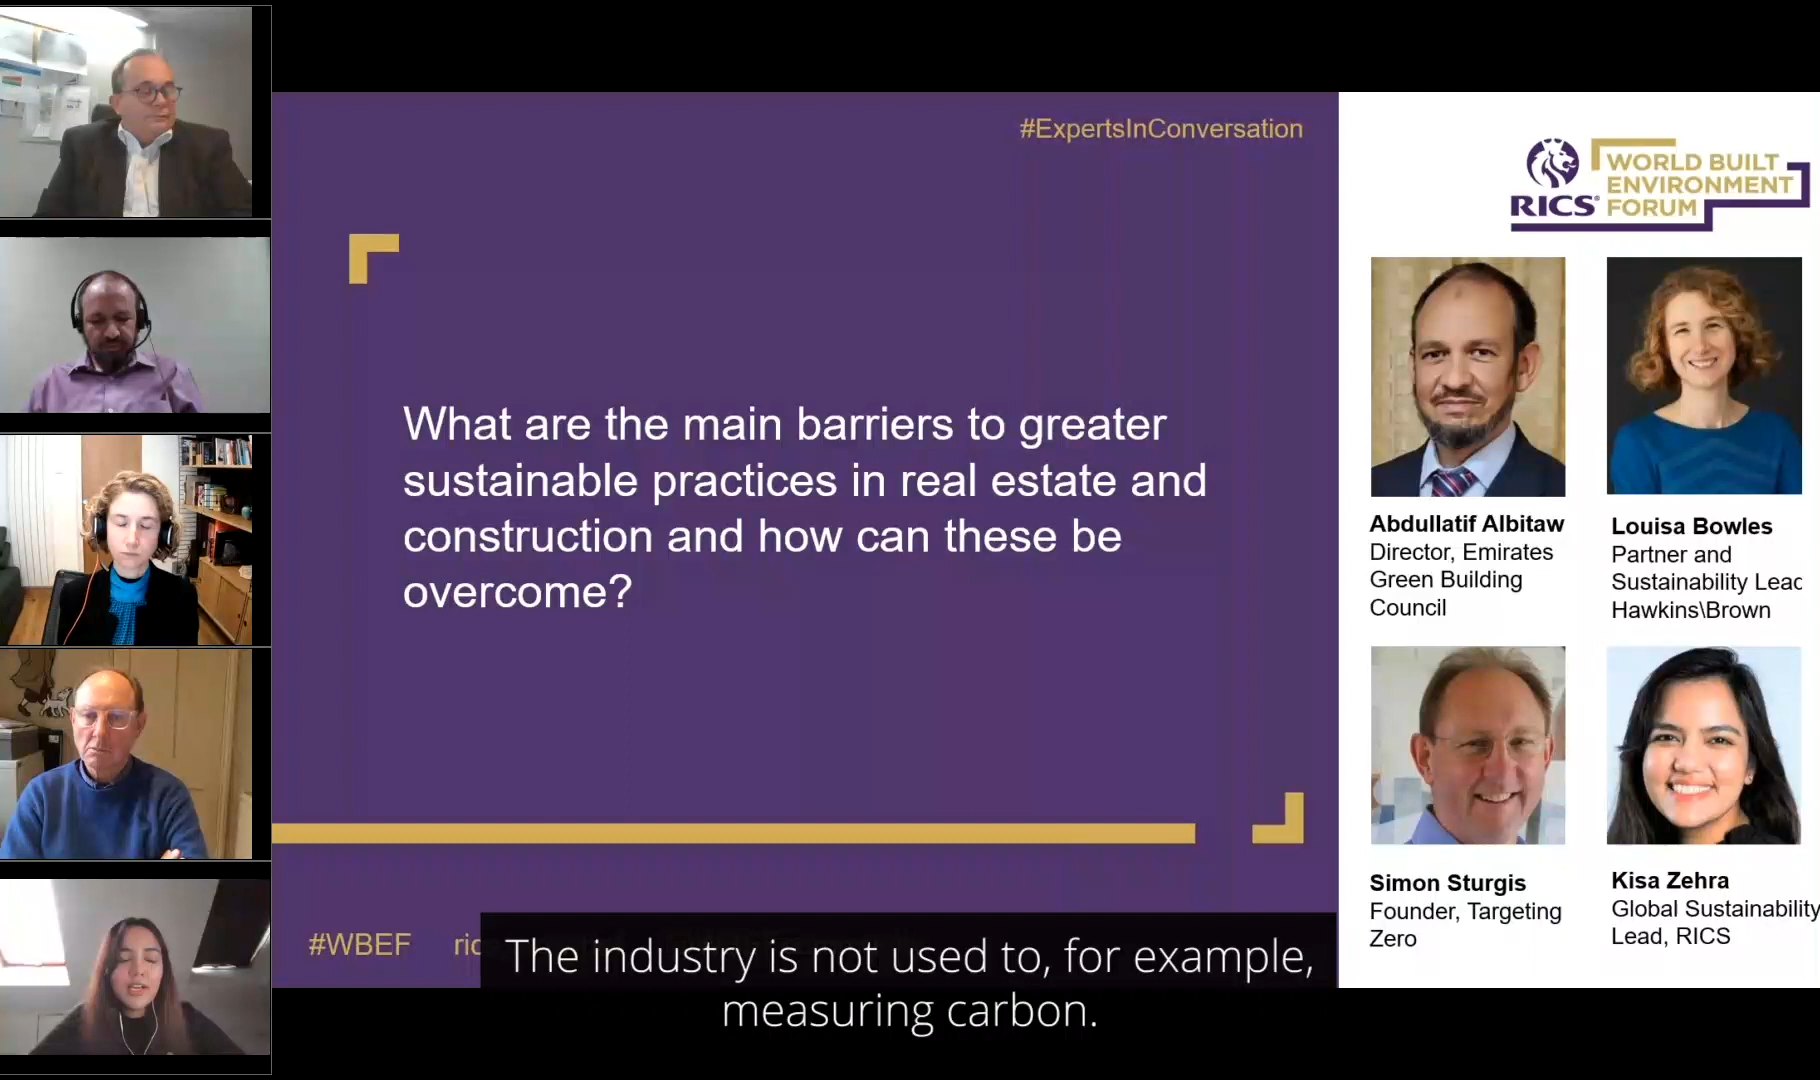 #ExpertsInConversation
What are the main barriers to greater
sustainable practices in real estate and
construction and how can these be
overcome?
#WBEF
The industry is not used to, for example,
measuring carbon.
RICS
WORLD BUILT
ENVIRONMENT
FORUM
Abdullatif Albitaw
Director, Emirates
Green Building
Council
Louisa Bowles
Partner and
Sustainability Lead
Hawkins\Brown
Simon Sturgis
Founder, Targeting
Zero
Kisa Zehra
Global Sustainability
Lead, RICS